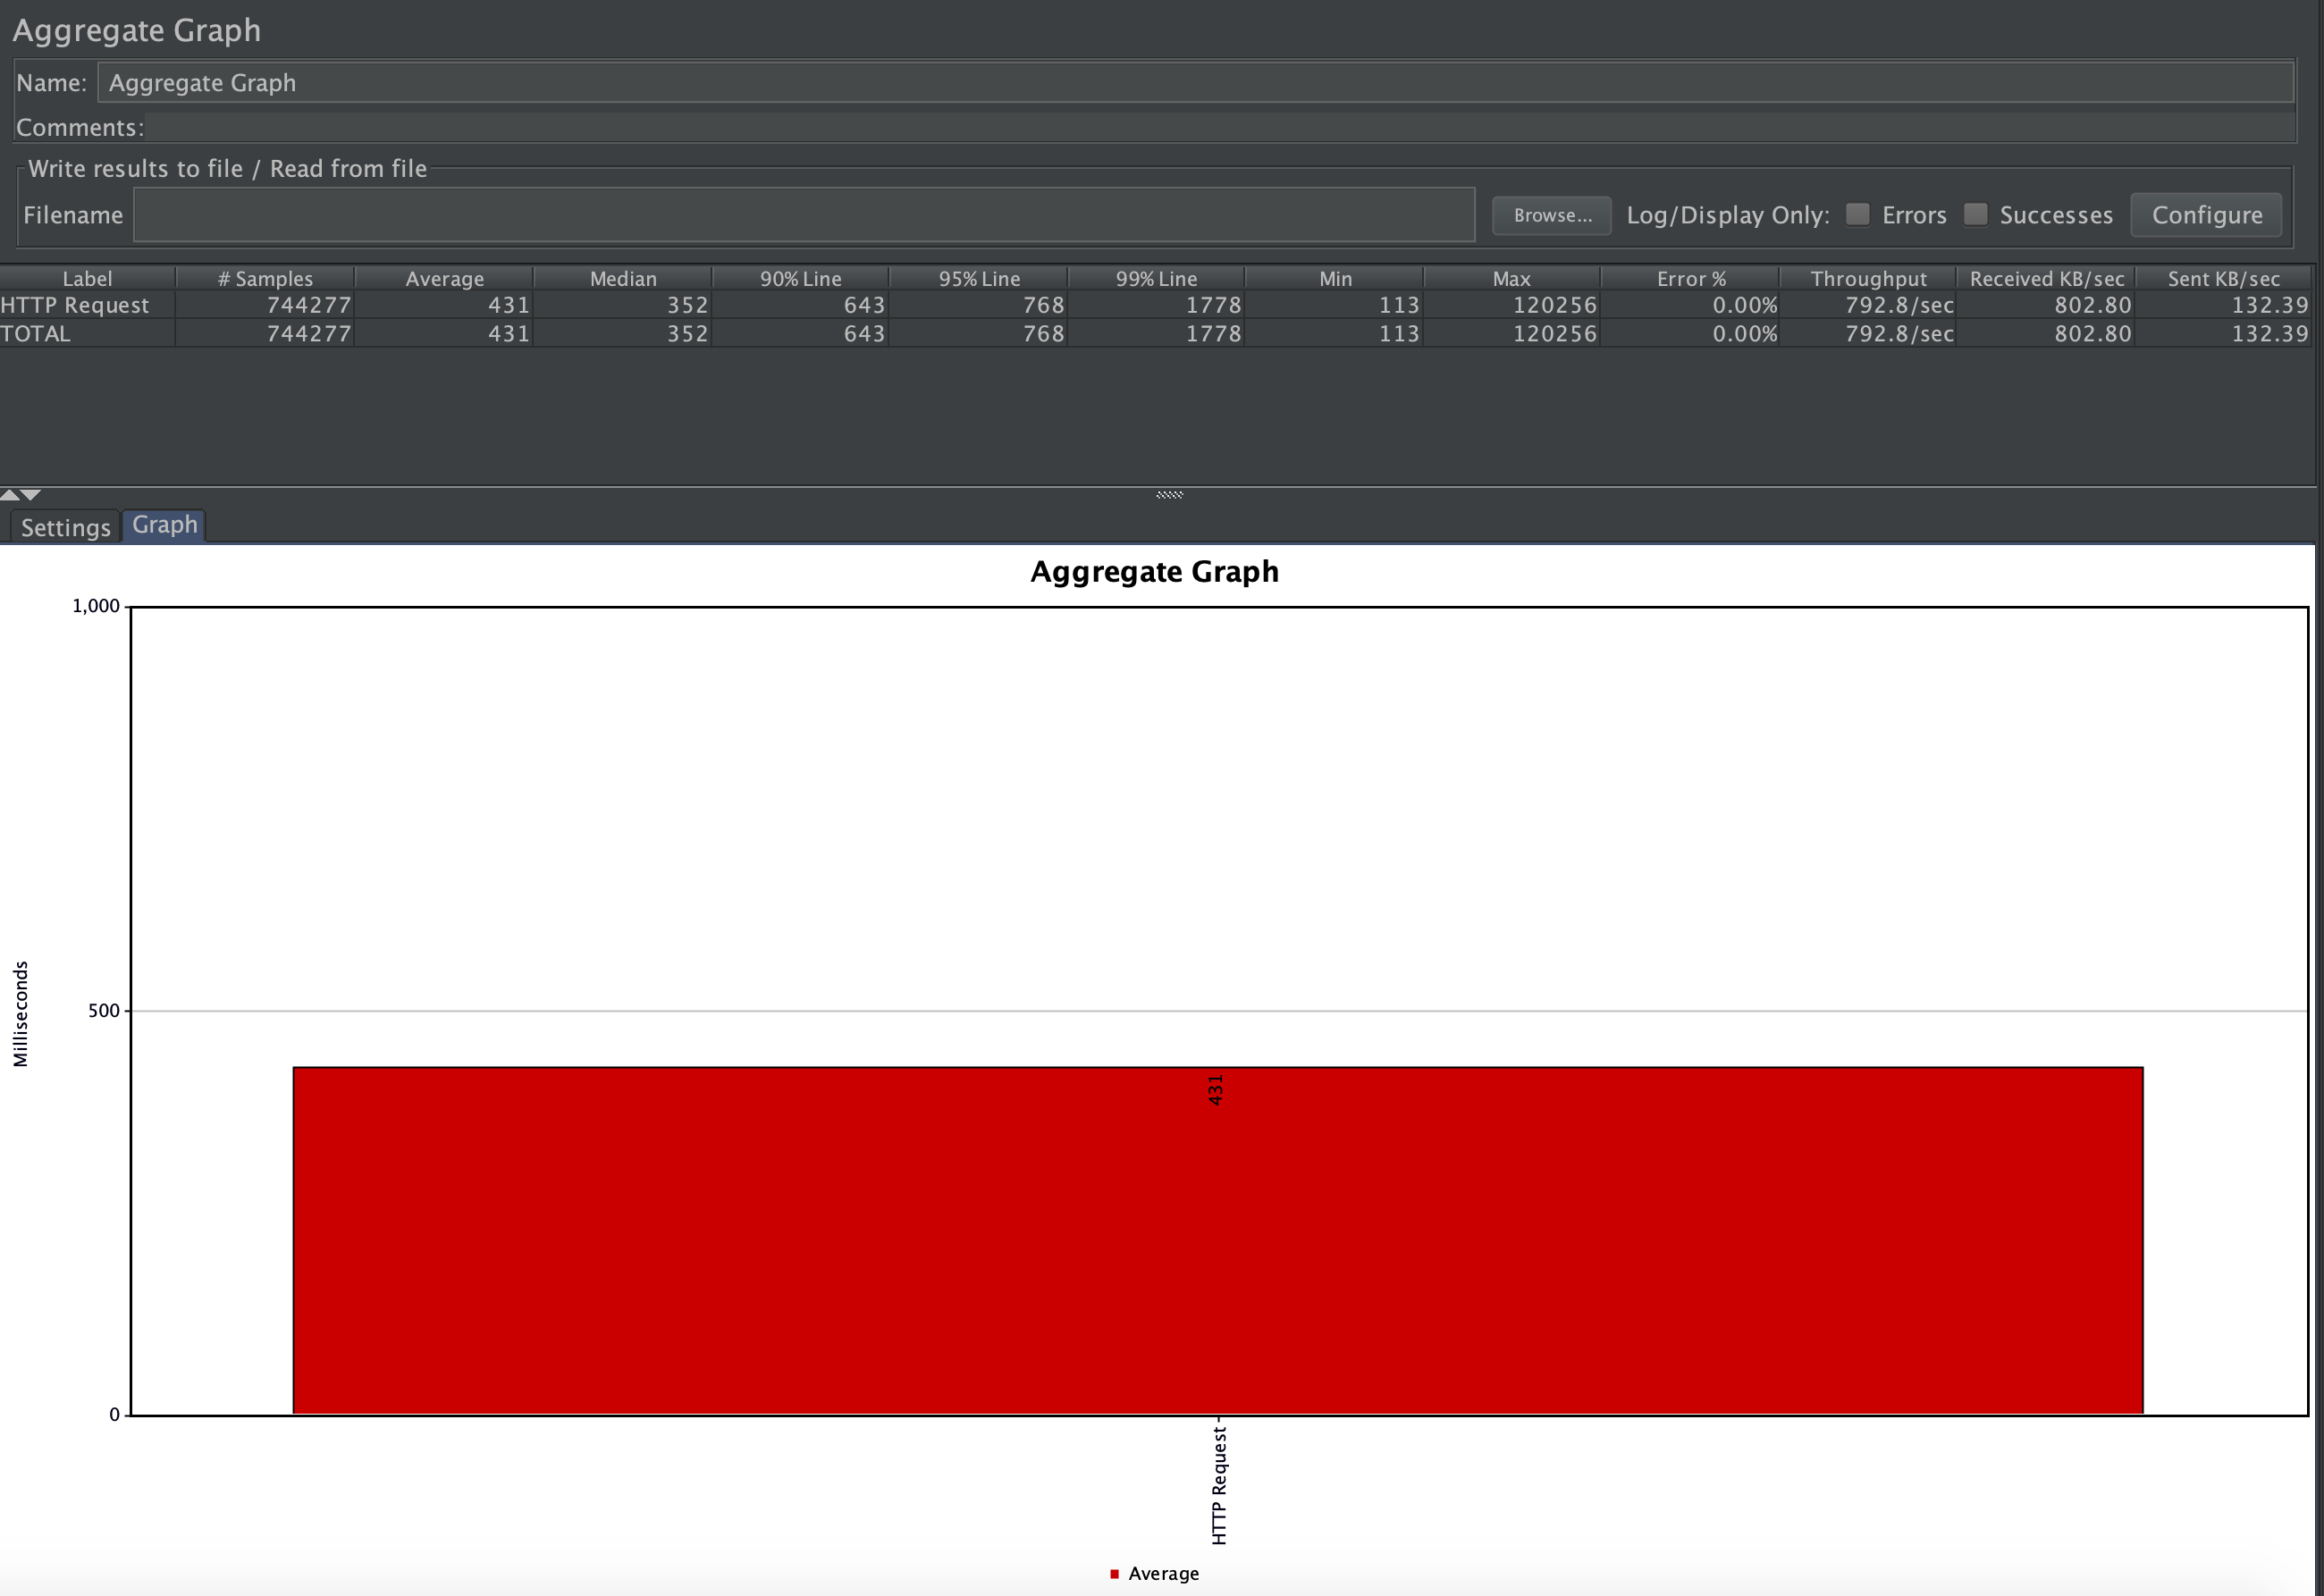 Aggregate Graph
Name: Aggregate Graph
Comments:
Write results to file / Read from file
Filename Browse... Log/Display Only: Errors Successes Configure
Label # Samples Average Median 90% Line 95% Line 99% Line Min Max Error % Throughput Received KB/sec Sent KB/sec
HTTP Request 744277 431 352 643 768 1778 113 120256 0.00% 792.8/sec 802.80 132.39
TOTAL 744277 431 352 643 768 1778 113 120256 0.00% 792.8/sec 802.80 132.39
Settings Graph
Aggregate Graph
1,000
500
0
Milliseconds
431
HTTP Request
Average